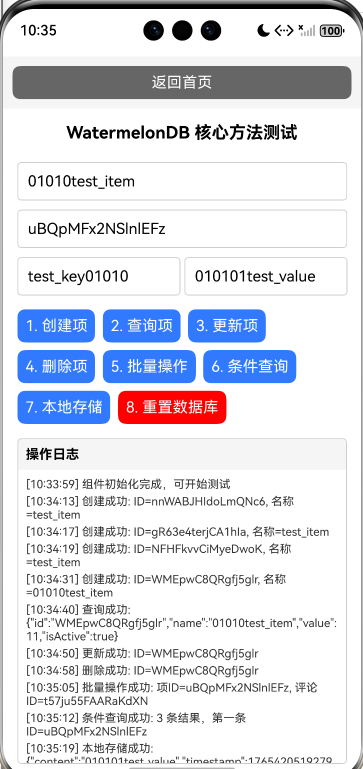 10:35
100
返回首页
WatermelonDB 核心方法测试
01010test_item
uBQpMFx2NSlnlEFz
test_key01010 010101test_value
1. 创建项 2. 查询项 3. 更新项
4. 删除项 5. 批量操作 6. 条件查询
7. 本地存储 8. 重置数据库
操作日志
[10:33:59] 组件初始化完成，可开始测试
[10:34:13] 创建成功: ID=nnWABJHIdoLmQNc6, 名称
=test_item
[10:34:17] 创建成功: ID=gR63e4terjCA1hIa, 名称=test_item
[10:34:19] 创建成功: ID=NFHFkvvCiMyeDwoK, 名称
=test_item
[10:34:31] 创建成功: ID=WMEpwC8QRgfj5glr, 名称
=01010test_item
[10:34:40] 查询成功:
{"id":"WMEpwC8QRgfj5glr","name":"01010test_item","value":
11,"isActive":true}
[10:34:50] 更新成功: ID=WMEpwC8QRgfj5glr
[10:34:58] 删除成功: ID=WMEpwC8QRgfj5glr
[10:35:05] 批量操作成功: 项ID=uBQpMFx2NSlnlEFz, 评论
ID=t57ju55FAARaKdXN
[10:35:12] 条件查询成功: 3 条结果，第一条
ID=uBQpMFx2NSlnlEFz
[10:35:19] 本地存储成功:
{"content":"010101test_value","timestamp":1765420519279